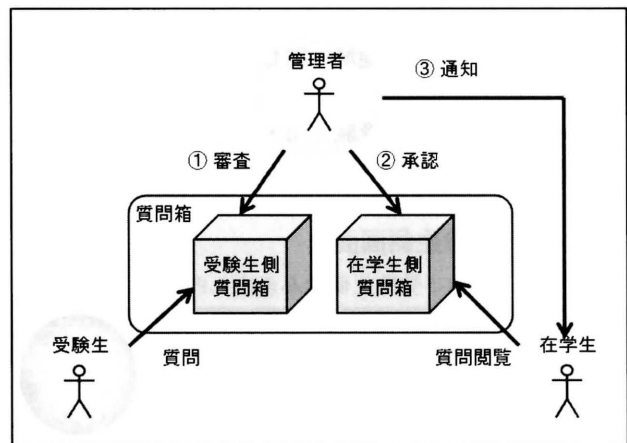 管理者
③ 通知
① 審査
② 承認
質問箱
受験生側
質問箱
在学生側
質問箱
受験生
質問
質問閲覧
在学生